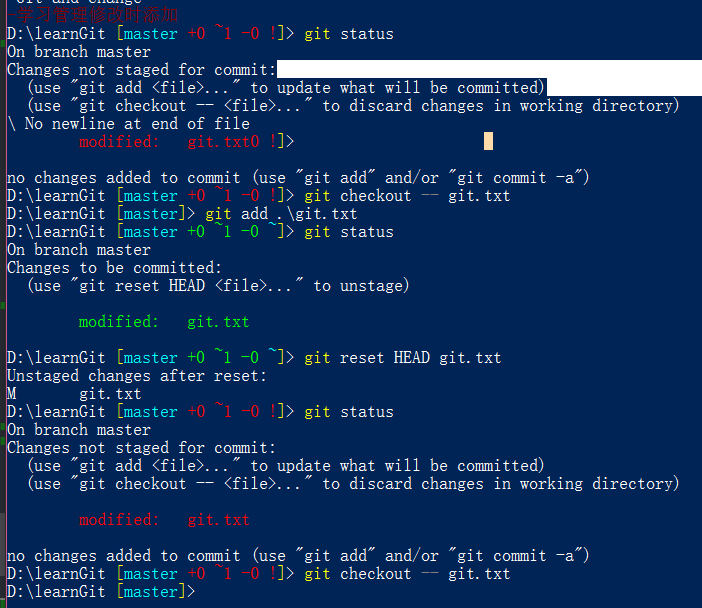 git and change
-学习管理修改时添加
D:\learnGit [master +0 ~1 -0 !]> git status
On branch master
Changes not staged for commit:
  (use "git add <file>..." to update what will be committed)
  (use "git checkout -- <file>..." to discard changes in working directory)
\ No newline at end of file
        modified:   git.txt0 !]>
no changes added to commit (use "git add" and/or "git commit -a")
D:\learnGit [master +0 ~1 -0 !]> git checkout -- git.txt
D:\learnGit [master]> git add .\git.txt
D:\learnGit [master +0 ~1 -0 ~]> git status
On branch master
Changes to be committed:
  (use "git reset HEAD <file>..." to unstage)
        modified:   git.txt
D:\learnGit [master +0 ~1 -0 ~]> git reset HEAD git.txt
Unstaged changes after reset:
M       git.txt
D:\learnGit [master +0 ~1 -0 !]> git status
On branch master
Changes not staged for commit:
  (use "git add <file>..." to update what will be committed)
  (use "git checkout -- <file>..." to discard changes in working directory)
        modified:   git.txt
no changes added to commit (use "git add" and/or "git commit -a")
D:\learnGit [master +0 ~1 -0 !]> git checkout -- git.txt
D:\learnGit [master]>